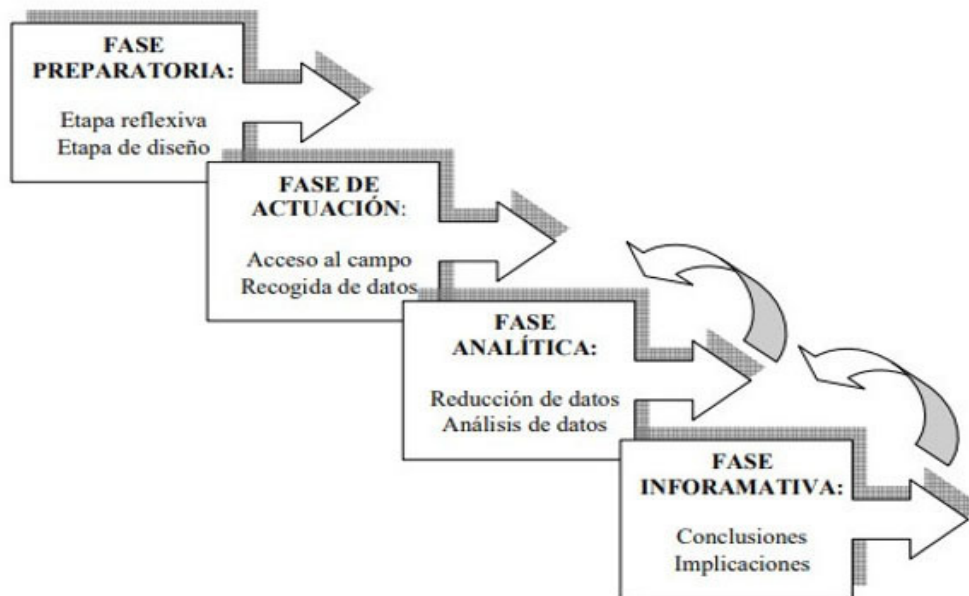 FASE
PREPARATORIA:
Etapa reflexiva
Etapa de diseño
FASE DE
ACTUACIÓN:
Acceso al campo
Recogida de datos
FASE
ANALÍTICA:
Reducción de datos
Análisis de datos
FASE
INFORAMATIVA:
Conclusiones
Implicaciones